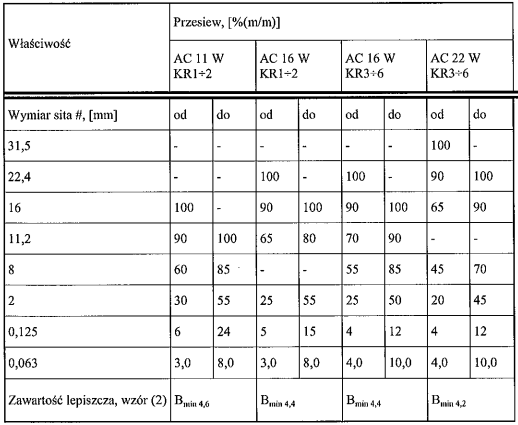 Właściwość
Przesiew, [%(m/m)]
AC 11 W KR1÷2
AC 16 W KR1÷2
AC 16 W KR3÷6
AC 22 W KR3÷6
Wymiar sita #, [mm] od do od do od do od do
31,5 - - - - - - 100 -
22,4 - - 100 - 100 - 90 100
16 100 - 90 100 90 100 65 90
11,2 90 100 65 80 70 90 - -
8 60 85 - - 55 85 45 70
2 30 55 25 55 25 50 20 45
0,125 6 24 5 15 4 12 4 12
0,063 3,0 8,0 3,0 8,0 4,0 10,0 4,0 10,0
Zawartość lepiszcza, wzór (2) Bmin 4,6 Bmin 4,4 Bmin 4,4 Bmin 4,2